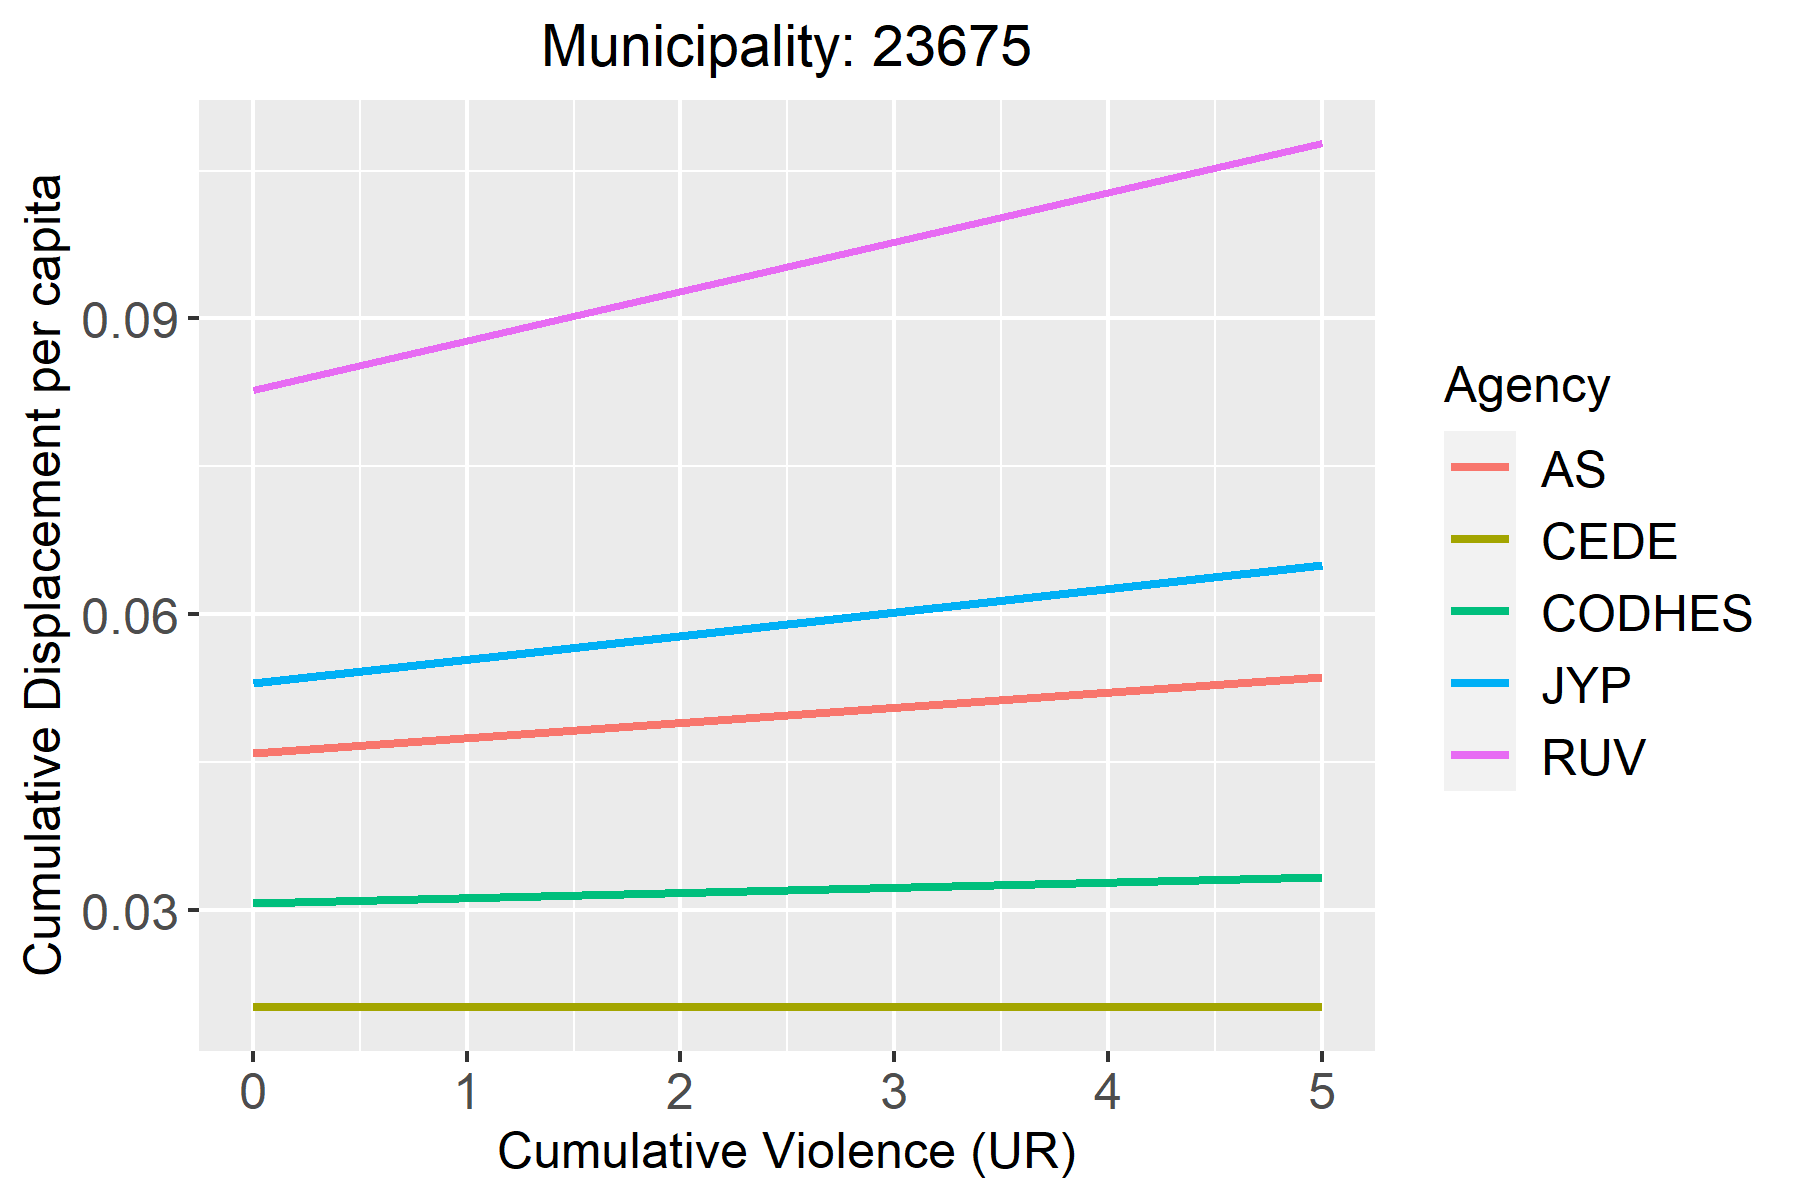 Municipality: 23675
Cumulative Displacement per capita
0.09
0.06
0.03
0 1 2 3 4 5
Cumulative Violence (UR)
Agency
AS
CEDE
CODHES
JYP
RUV